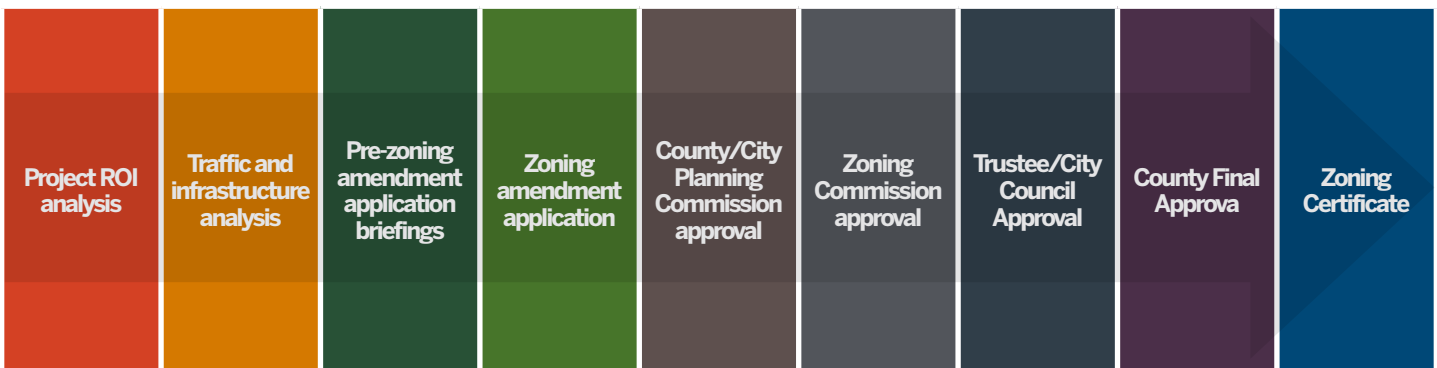 Project ROI
analysis
Traffic and
infrastructure
analysis
Pre-zoning
amendment
application
briefings
Zoning
amendment
application
County/City
Planning
Commission
approval
Zoning
Commission
approval
Trustee/City
Council
Approval
County Final
Approva
Zoning
Certificate